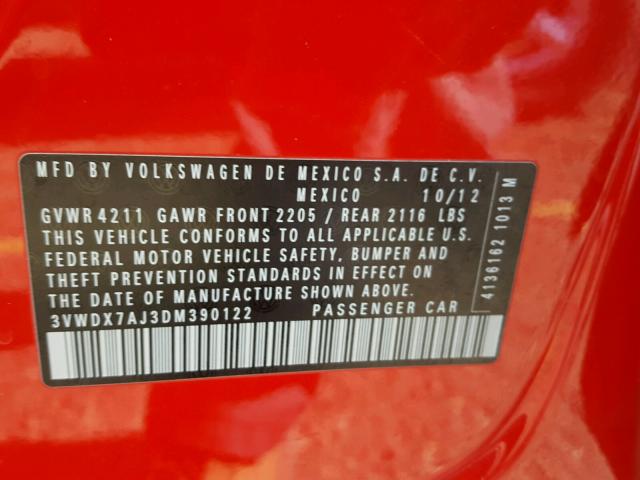 MFD BY VOLKSWAGEN DE MEXICO S.A. DE C.V.
MEXICO 10/12
GVWR 4211 GAWR FRONT 2205 / REAR 2116 LBS
THIS VEHICLE CONFORMS TO ALL APPLICABLE U.S.
FEDERAL MOTOR VEHICLE SAFETY, BUMPER AND
THEFT PREVENTION STANDARDS IN EFFECT ON
THE DATE OF MANUFACTURE SHOWN ABOVE.
3VWDX7AJ3DM390122 PASSENGER CAR
4136162 1013 M